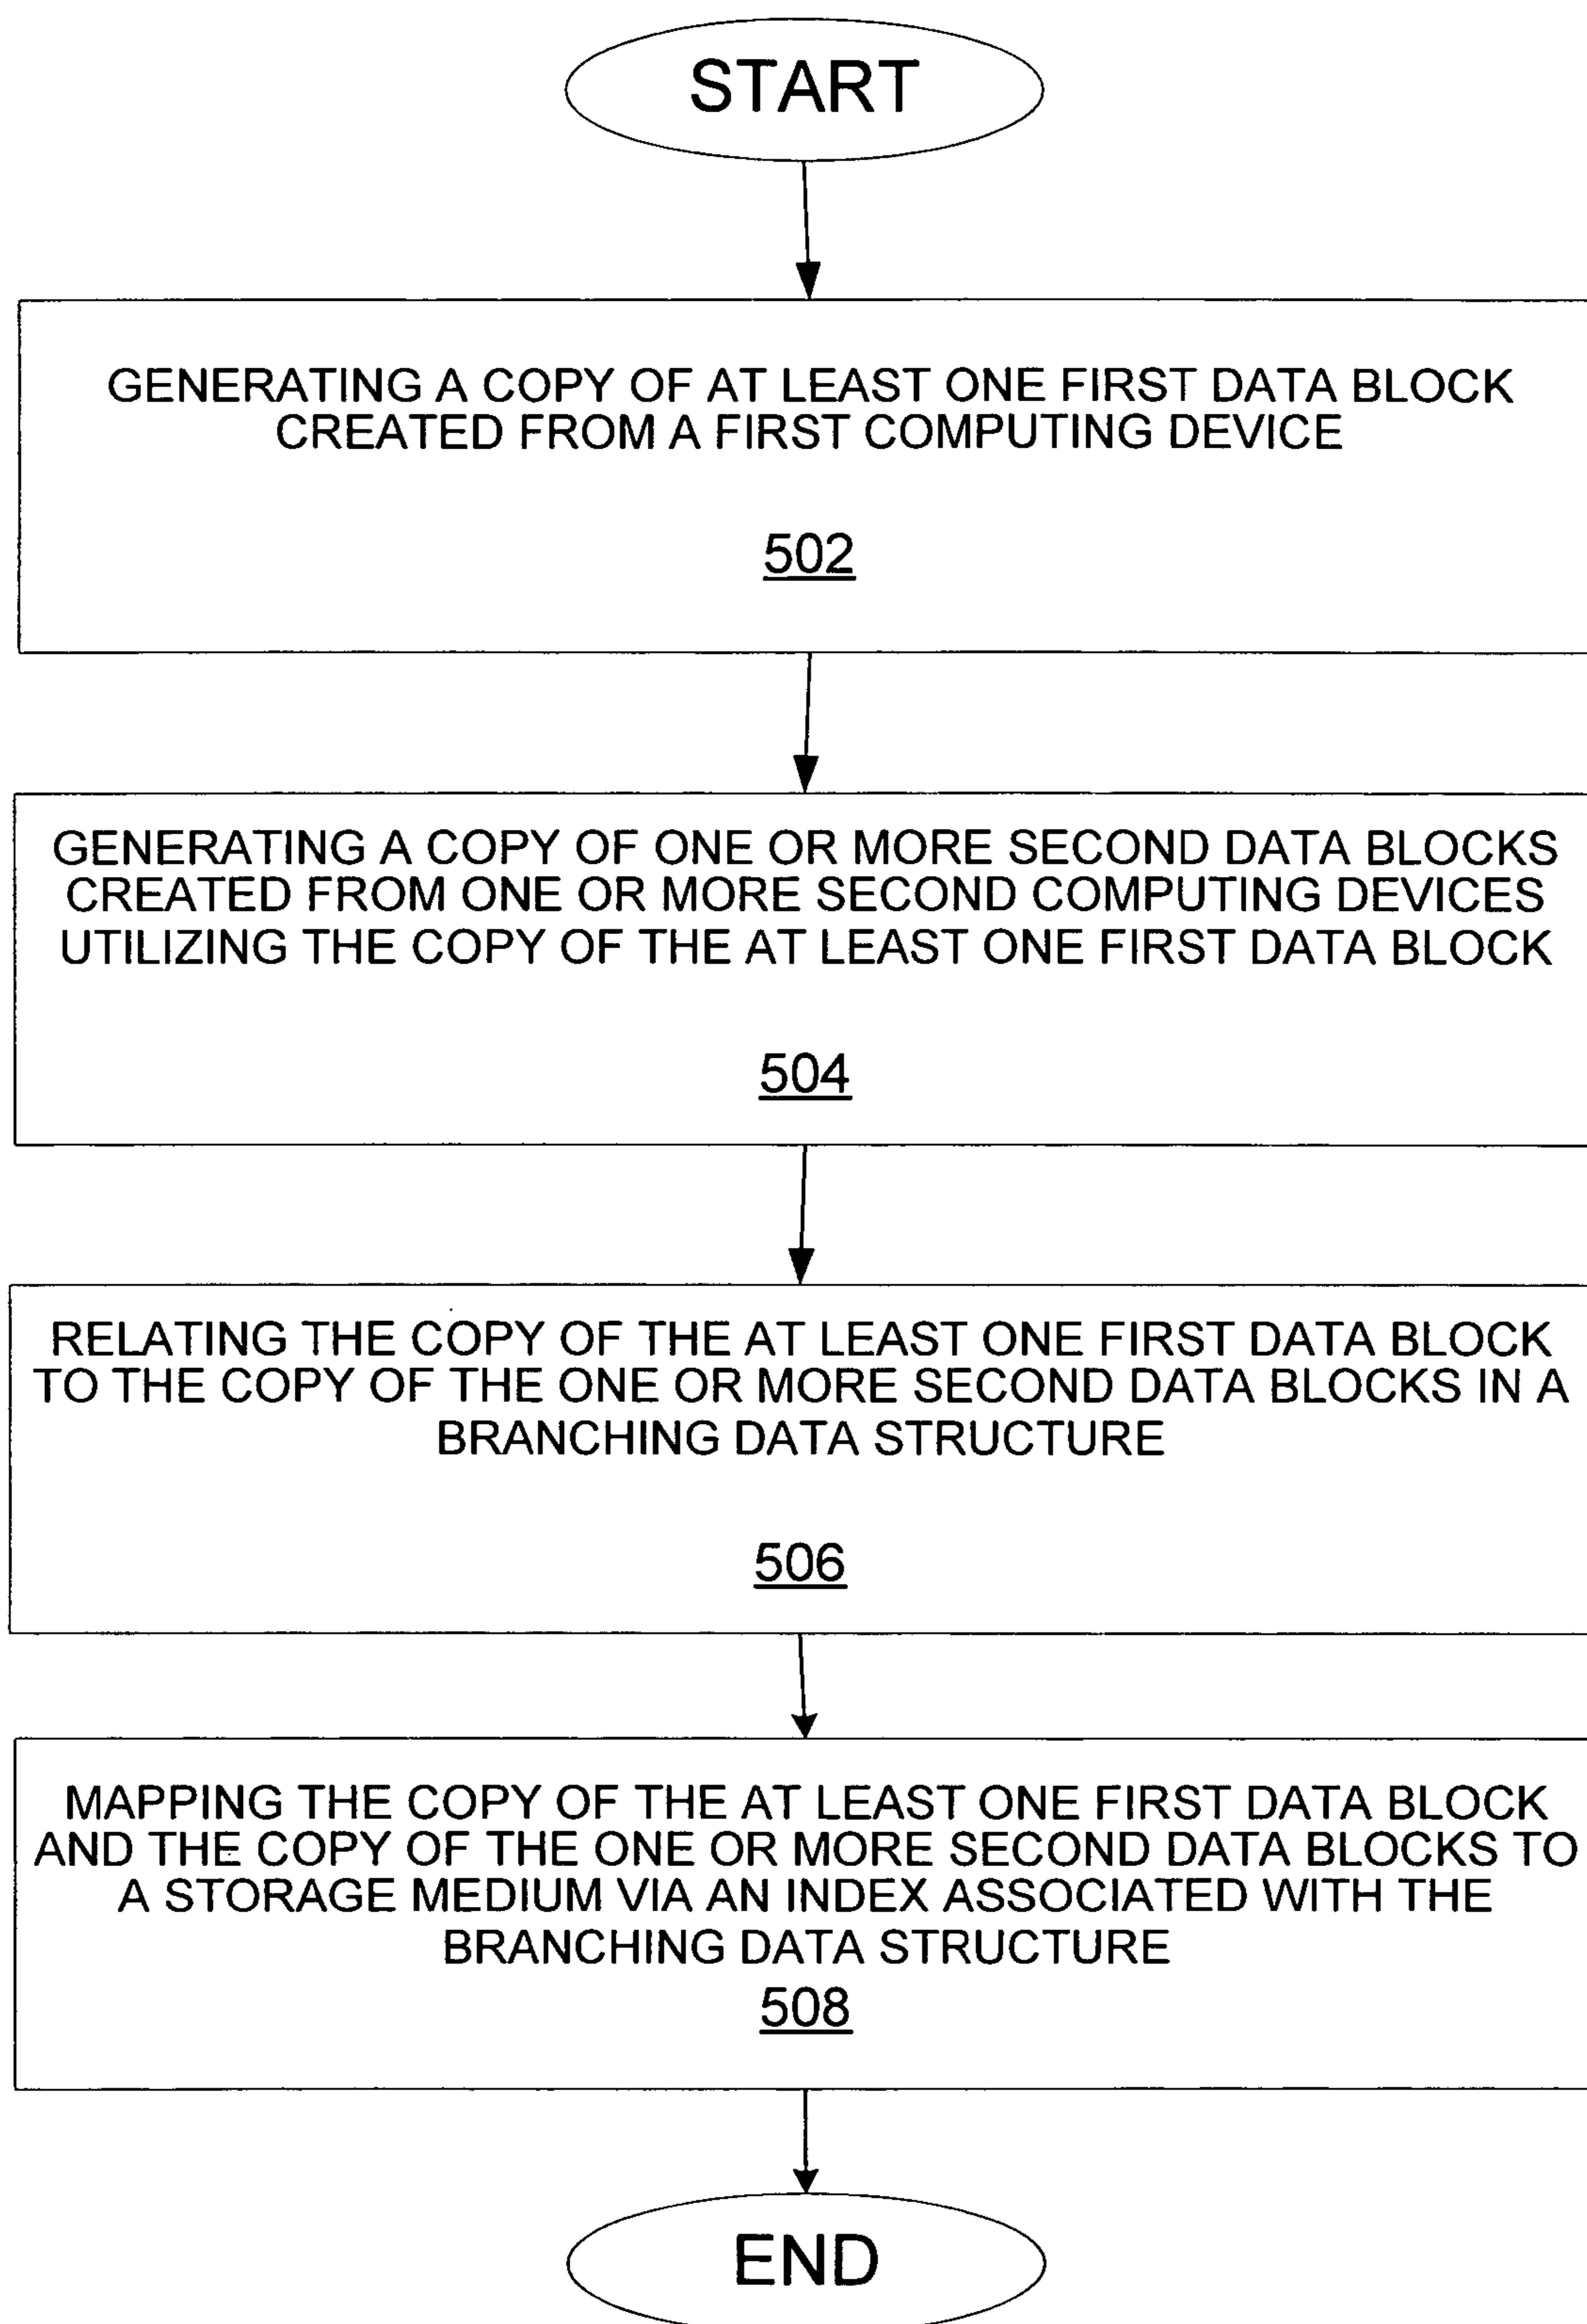 START
GENERATING A COPY OF AT LEAST ONE FIRST DATA BLOCK
CREATED FROM A FIRST COMPUTING DEVICE
502
GENERATING A COPY OF ONE OR MORE SECOND DATA BLOCKS
CREATED FROM ONE OR MORE SECOND COMPUTING DEVICES
UTILIZING THE COPY OF THE AT LEAST ONE FIRST DATA BLOCK
504
RELATING THE COPY OF THE AT LEAST ONE FIRST DATA BLOCK
TO THE COPY OF THE ONE OR MORE SECOND DATA BLOCKS IN A
BRANCHING DATA STRUCTURE
506
MAPPING THE COPY OF THE AT LEAST ONE FIRST DATA BLOCK
AND THE COPY OF THE ONE OR MORE SECOND DATA BLOCKS TO
A STORAGE MEDIUM VIA AN INDEX ASSOCIATED WITH THE
BRANCHING DATA STRUCTURE
508
END